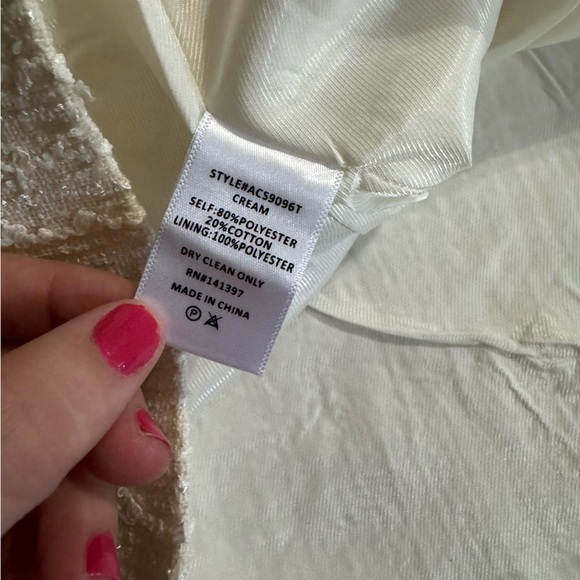 STYLE#ACS9096T
CREAM
SELF:80%POLYESTER
20%COTTON
LINING:100%POLYESTER
DRY CLEAN ONLY
RN#141397
MADE IN CHINA
P